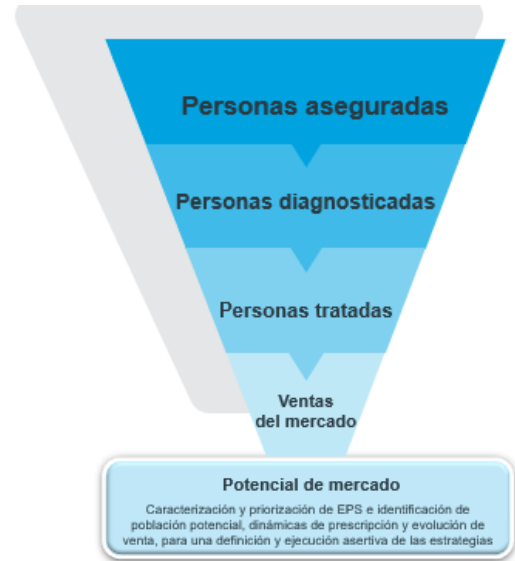 Personas aseguradas
Personas diagnosticadas
Personas tratadas
Ventas
del mercado
Potencial de mercado
Caracterización y priorización de EPS e identificación de
población potencial, dinámicas de prescripción y evolución de
venta, para una definición y ejecución asertiva de las estrategias